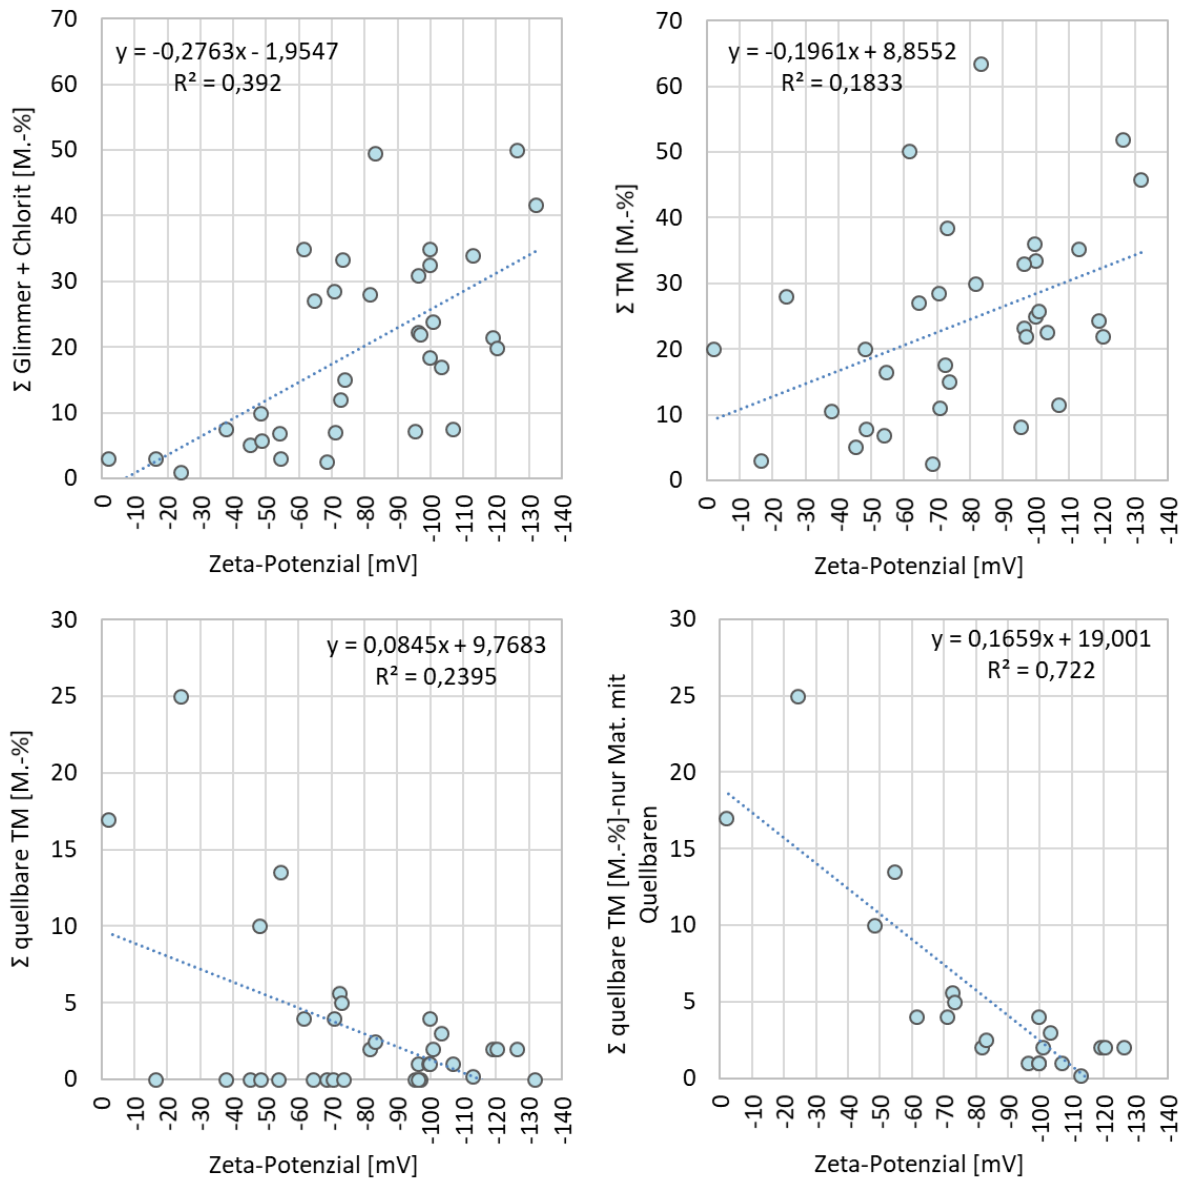 y = -0,2763x - 1,9547
R² = 0,392
Σ Glimmer + Chlorit [M.-%]
70
60
50
40
30
20
10
0
0 -10 -20 -30 -40 -50 -60 -70 -80 -90 -100 -110 -120 -130 -140
Zeta-Potenzial [mV]
y = -0,1961x + 8,8552
R² = 0,1833
Σ TM [M.-%]
70
60
50
40
30
20
10
0
0 -10 -20 -30 -40 -50 -60 -70 -80 -90 -100 -110 -120 -130 -140
Zeta-Potenzial [mV]
y = 0,0845x + 9,7683
R² = 0,2395
Σ quellbare TM [M.-%]
30
25
20
15
10
5
0
0 -10 -20 -30 -40 -50 -60 -70 -80 -90 -100 -110 -120 -130 -140
Zeta-Potenzial [mV]
y = 0,1659x + 19,001
R² = 0,722
Σ quellbare TM [M.-%]-nur Mat. mit
Quellbaren
30
25
20
15
10
5
0
0 -10 -20 -30 -40 -50 -60 -70 -80 -90 -100 -110 -120 -130 -140
Zeta-Potenzial [mV]